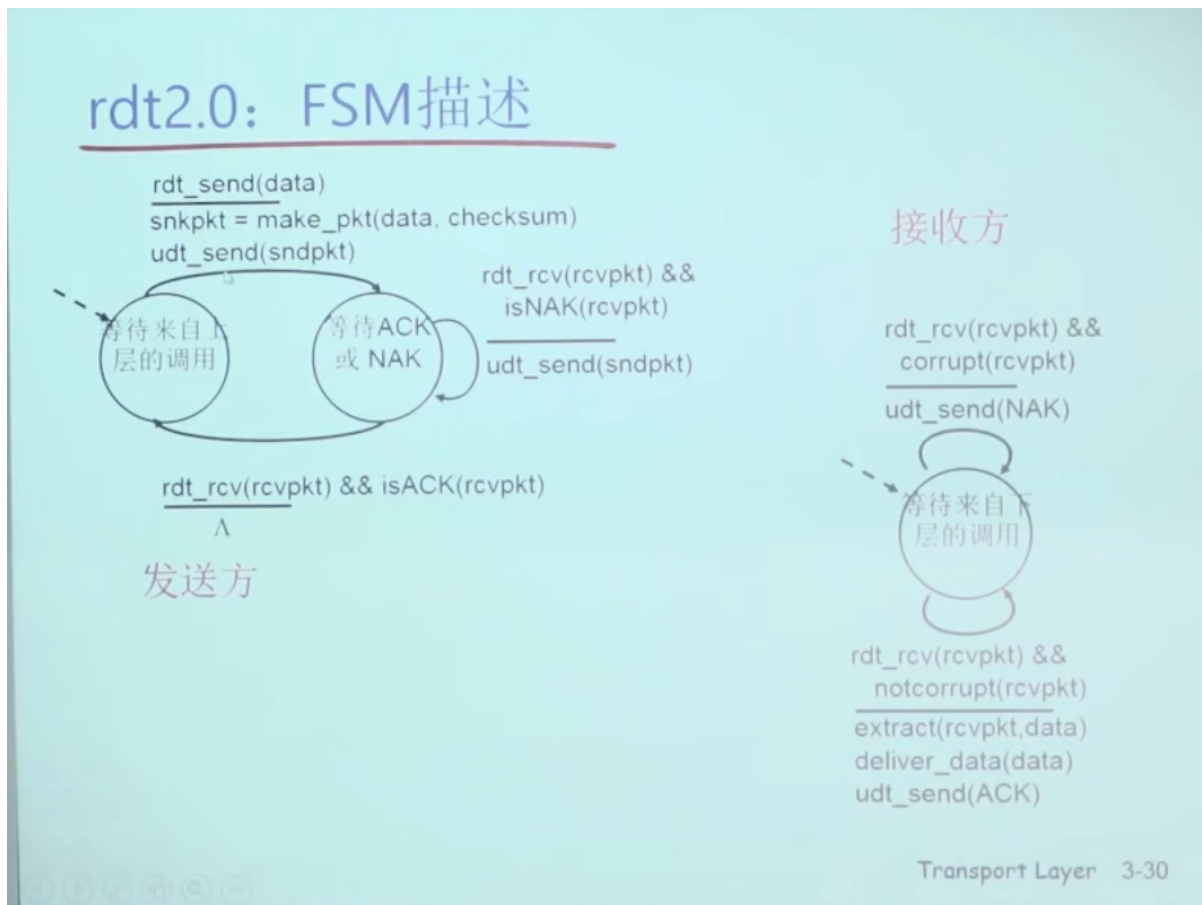 rdt2.0：FSM描述
rdt_send(data)
snkpkt = make_pkt(data, checksum)
udt_send(sndpkt)
等待来自上
层的调用
等待ACK
或 NAK
rdt_rcv(rcvpkt) &&
isNAK(rcvpkt)
udt_send(sndpkt)
rdt_rcv(rcvpkt) && isACK(rcvpkt)
Λ
发送方
接收方
rdt_rcv(rcvpkt) &&
corrupt(rcvpkt)
udt_send(NAK)
等待来自下
层的调用
rdt_rcv(rcvpkt) &&
notcorrupt(rcvpkt)
extract(rcvpkt,data)
deliver_data(data)
udt_send(ACK)
Transport Layer 3-30